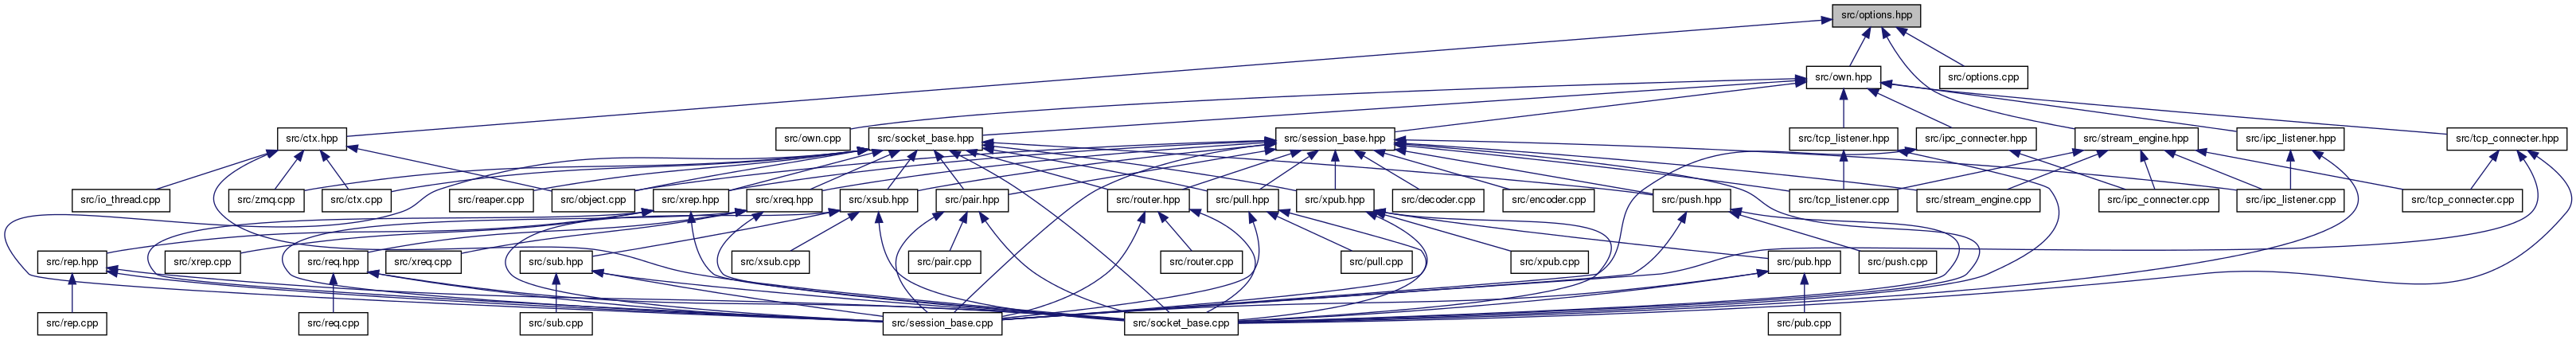 src/options.hpp
src/own.hpp
src/options.cpp
src/ctx.hpp
src/own.cpp
src/socket_base.hpp
src/session_base.hpp
src/tcp_listener.hpp
src/ipc_connecter.hpp
src/stream_engine.hpp
src/ipc_listener.hpp
src/tcp_connecter.hpp
src/io_thread.cpp
src/zmq.cpp
src/ctx.cpp
src/reaper.cpp
src/object.cpp
src/xrep.hpp
src/xreq.hpp
src/xsub.hpp
src/pair.hpp
src/router.hpp
src/pull.hpp
src/xpub.hpp
src/decoder.cpp
src/encoder.cpp
src/push.hpp
src/tcp_listener.cpp
src/stream_engine.cpp
src/ipc_connecter.cpp
src/ipc_listener.cpp
src/tcp_connecter.cpp
src/rep.hpp
src/xrep.cpp
src/req.hpp
src/xreq.cpp
src/sub.hpp
src/xsub.cpp
src/pair.cpp
src/router.cpp
src/pull.cpp
src/xpub.cpp
src/pub.hpp
src/push.cpp
src/rep.cpp
src/req.cpp
src/sub.cpp
src/session_base.cpp
src/socket_base.cpp
src/pub.cpp